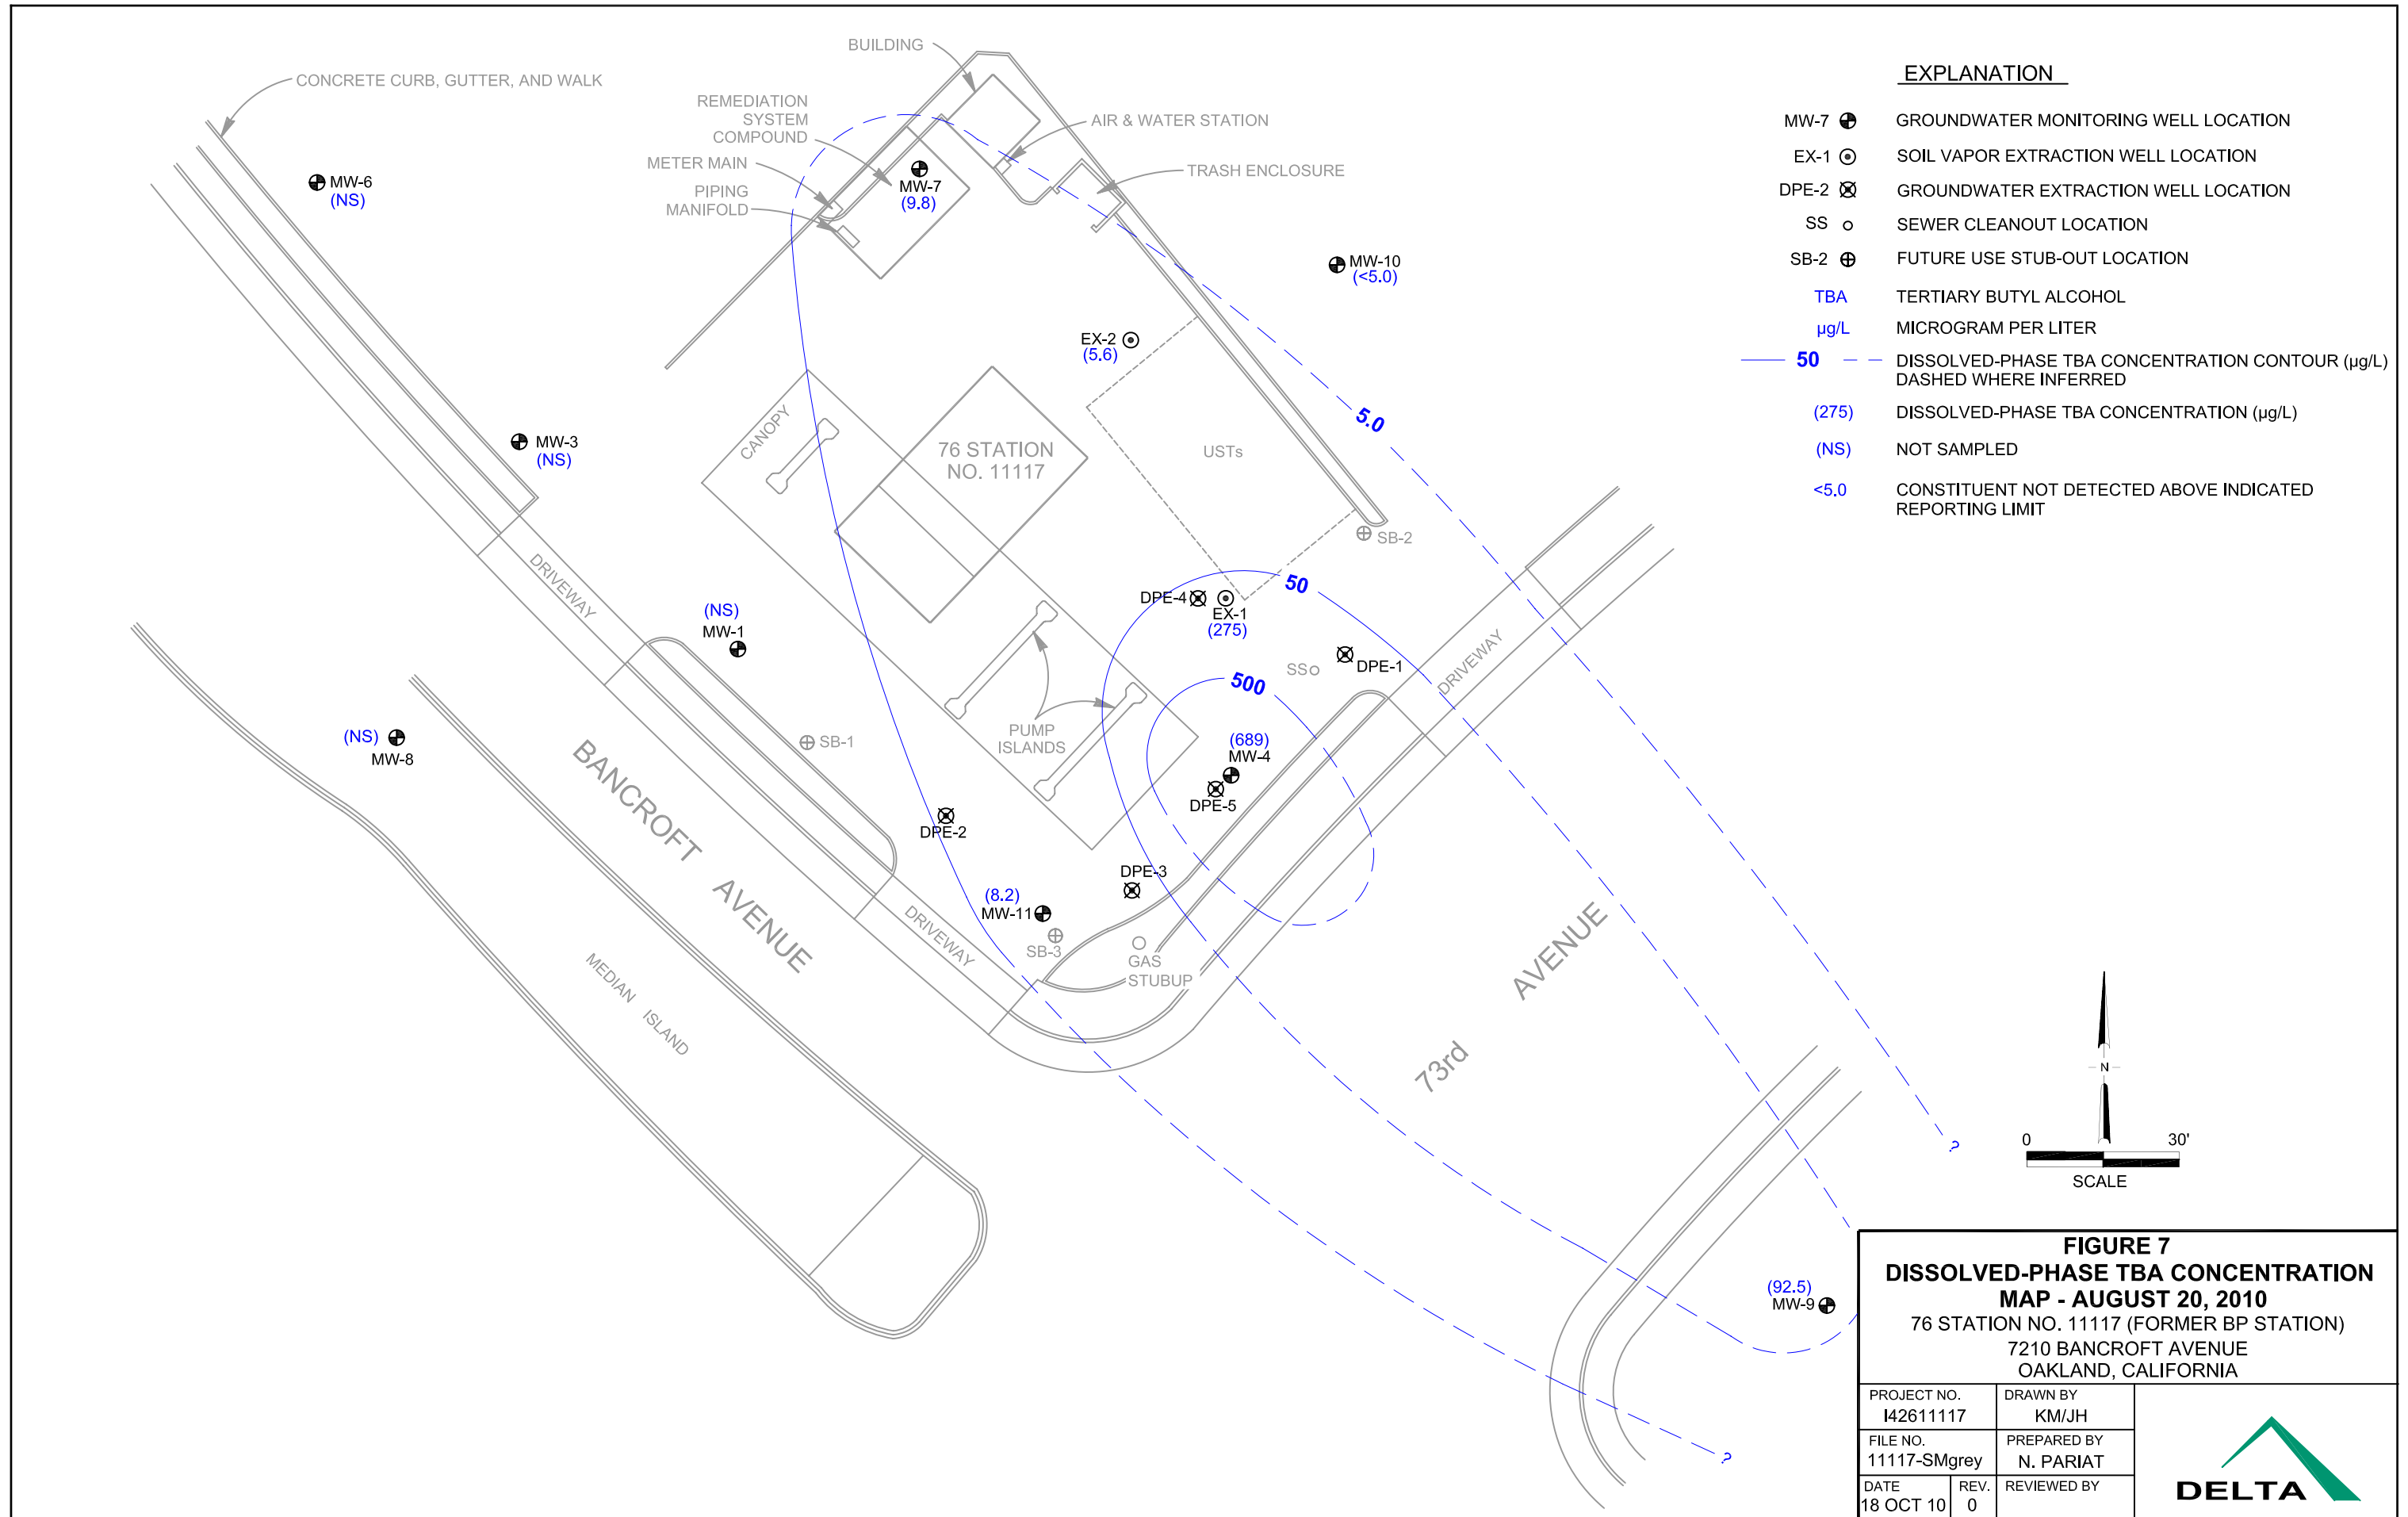 BUILDING
CONCRETE CURB, GUTTER, AND WALK
REMEDIATION
SYSTEM
COMPOUND
METER MAIN
PIPING
MANIFOLD
AIR & WATER STATION
TRASH ENCLOSURE
MW-6
(NS)
MW-7
(9.8)
MW-10
(<5.0)
EX-2
(5.6)
MW-3
(NS)
CANOPY
76 STATION
NO. 11117
USTs
5.0
SB-2
DRIVEWAY
50
DPE-4
EX-1
(275)
(NS)
MW-1
DPE-1
SS
500
DRIVEWAY
PUMP
ISLANDS
(689)
MW-4
DPE-5
SB-1
(NS)
MW-8
BANCROFT AVENUE
DPE-2
DPE-3
(8.2)
MW-11
SB-3
DRIVEWAY
GAS
STUBUP
MEDIAN ISLAND
73rd AVENUE
(92.5)
MW-9
?
?
EXPLANATION
MW-7 GROUNDWATER MONITORING WELL LOCATION
EX-1 SOIL VAPOR EXTRACTION WELL LOCATION
DPE-2 GROUNDWATER EXTRACTION WELL LOCATION
SS SEWER CLEANOUT LOCATION
SB-2 FUTURE USE STUB-OUT LOCATION
TBA TERTIARY BUTYL ALCOHOL
µg/L MICROGRAM PER LITER
50 DISSOLVED-PHASE TBA CONCENTRATION CONTOUR (µg/L)
DASHED WHERE INFERRED
(275) DISSOLVED-PHASE TBA CONCENTRATION (µg/L)
(NS) NOT SAMPLED
<5.0 CONSTITUENT NOT DETECTED ABOVE INDICATED
REPORTING LIMIT
N
0 30'
SCALE
FIGURE 7
DISSOLVED-PHASE TBA CONCENTRATION
MAP - AUGUST 20, 2010
76 STATION NO. 11117 (FORMER BP STATION)
7210 BANCROFT AVENUE
OAKLAND, CALIFORNIA
PROJECT NO. DRAWN BY
I42611117 KM/JH
FILE NO. PREPARED BY
11117-SMgrey N. PARIAT
DATE REV. REVIEWED BY
18 OCT 10 0
DELTA